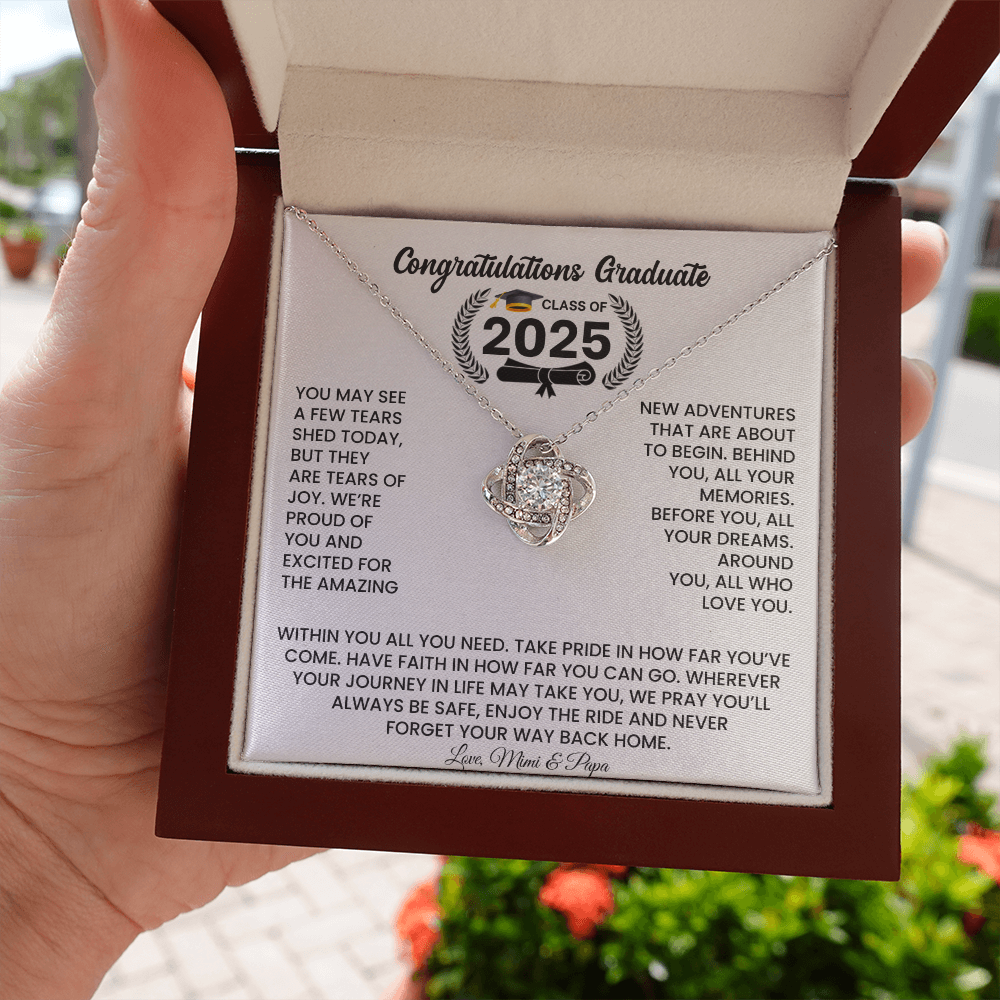 Congratulations Graduate
CLASS OF
2025
YOU MAY SEE
A FEW TEARS
SHED TODAY,
BUT THEY
ARE TEARS OF
JOY. WE'RE
PROUD OF
YOU AND
EXCITED FOR
THE AMAZING
NEW ADVENTURES
THAT ARE ABOUT
TO BEGIN. BEHIND
YOU, ALL YOUR
MEMORIES.
BEFORE YOU, ALL
YOUR DREAMS.
AROUND
YOU, ALL WHO
LOVE YOU.
WITHIN YOU ALL YOU NEED. TAKE PRIDE IN HOW FAR YOU'VE
COME. HAVE FAITH IN HOW FAR YOU CAN GO. WHEREVER
YOUR JOURNEY IN LIFE MAY TAKE YOU, WE PRAY YOU'LL
ALWAYS BE SAFE, ENJOY THE RIDE AND NEVER
FORGET YOUR WAY BACK HOME.
Love, Mimi & Papa